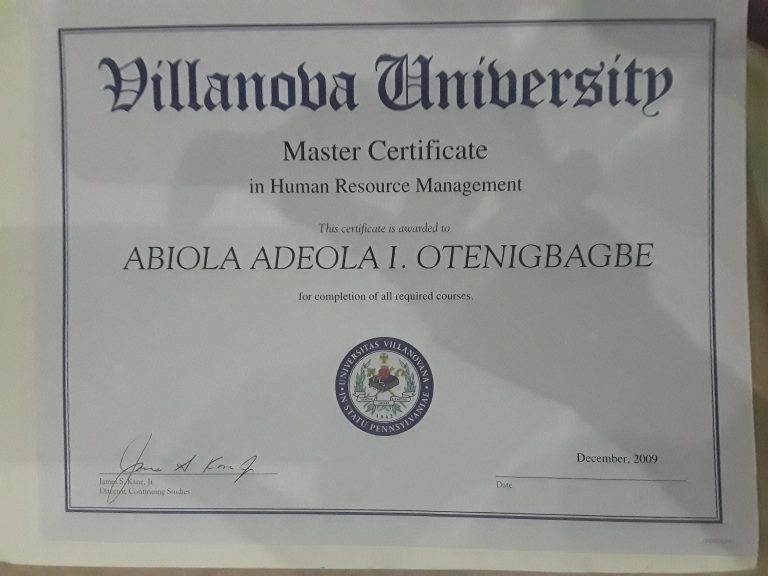 Villanova University
Master Certificate
in Human Resource Management
This certificate is awarded to
ABIOLA ADEOLA I. OTENIGBAGBE
for completion of all required courses.
UNIVERSITAS VILLANOVANA
IN STATU PENNSYLVANIAE
1842
December, 2009
James S. Kane, Jr.
Director, Continuing Studies
Date